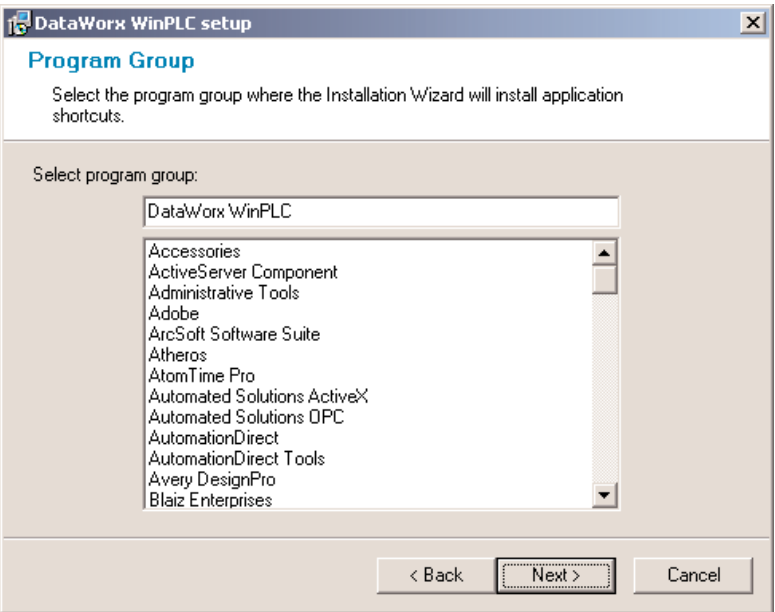 DataWorx WinPLC setup
Program Group
Select the program group where the Installation Wizard will install application
shortcuts.
Select program group:
DataWorx WinPLC
Accessories
ActiveServer Component
Administrative Tools
Adobe
ArcSoft Software Suite
Atheros
AtomTime Pro
Automated Solutions ActiveX
Automated Solutions OPC
AutomationDirect
AutomationDirect Tools
Avery DesignPro
Blaiz Enterprises
< Back Next > Cancel